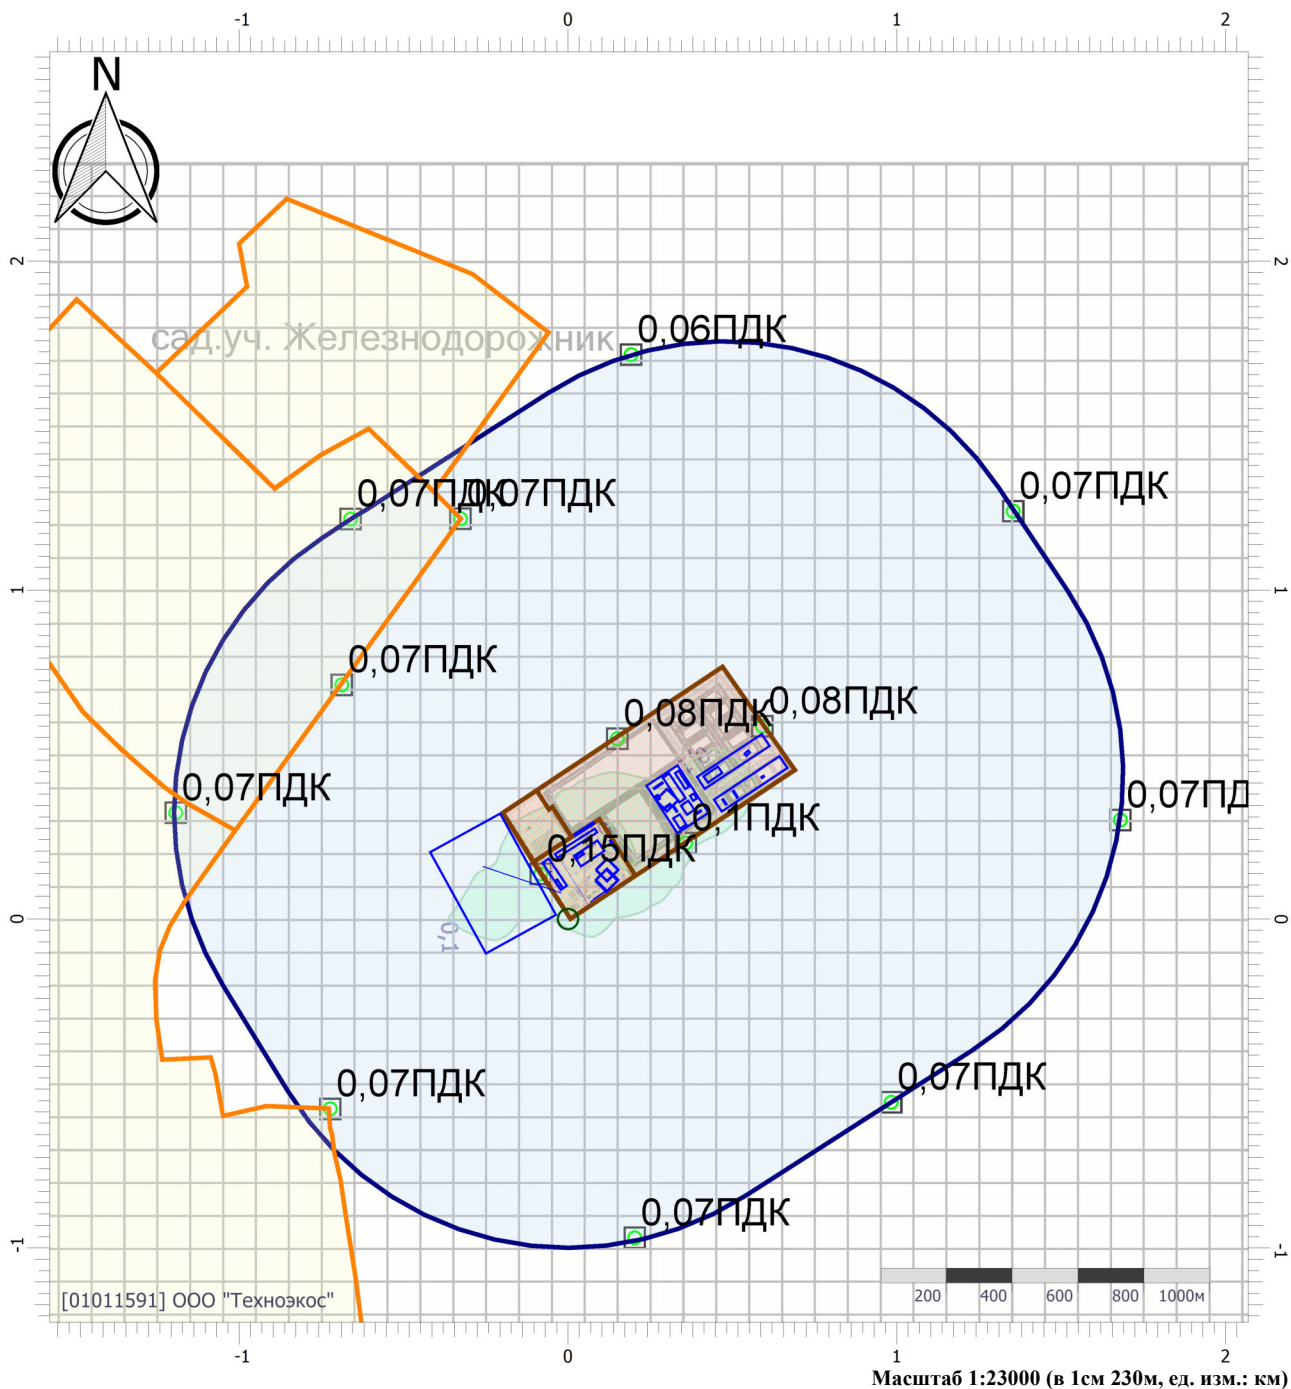 -1 0 1 2
N
2 2
сад.уч. Железнодорожник
0,06ПДК
0,07ПДК
0,07ПДК
0,07ПДК
1 1
0,07ПДК
0,08ПДК
0,08ПДК
0,07ПДК
0,07ПД
0,1ПДК
0,15ПДК
0 0
0,1
0,07ПДК
0,07ПДК
0,07ПДК
-1 -1
[01011591] ООО "Техноэкос"
200 400 600 800 1000м
-1 0 1 2
Масштаб 1:23000 (в 1см 230м, ед. изм.: км)